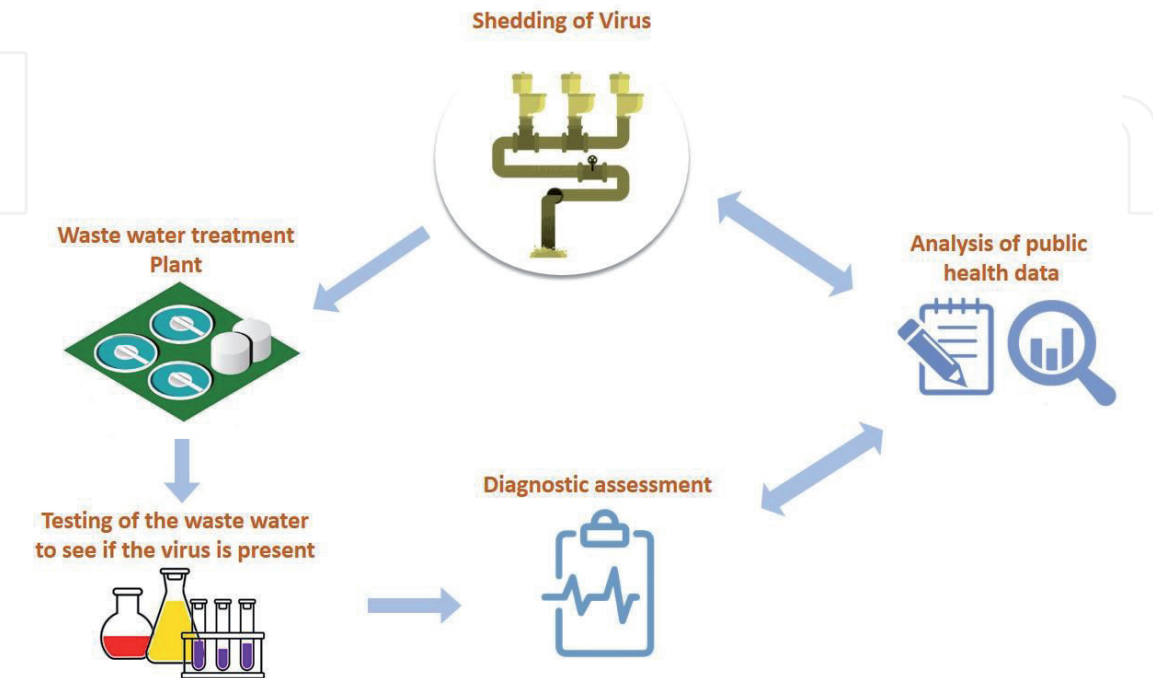 Shedding of Virus
Waste water treatment
Plant
Analysis of public
health data
Testing of the waste water
to see if the virus is present
Diagnostic assessment